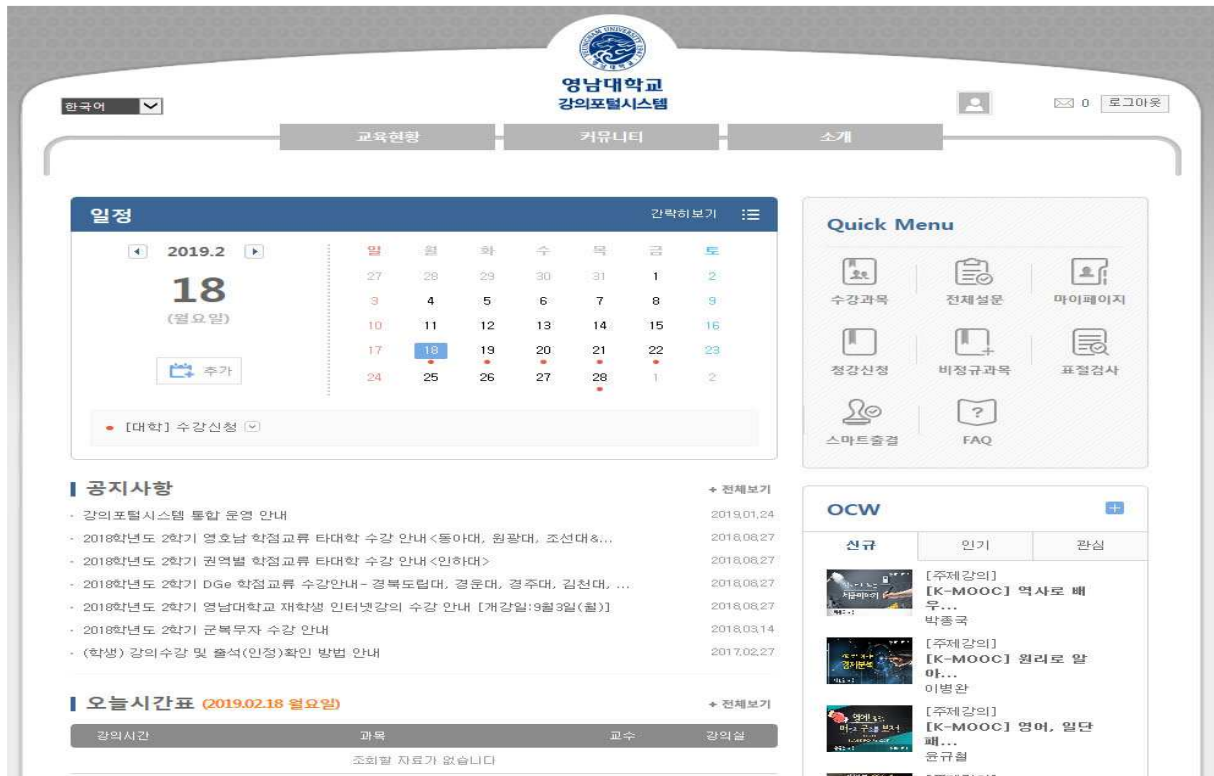 영남대학교
강의포털시스템
한국어
0 로그아웃
교육현황 커뮤니티 소개
일정 간략히보기
2019.2
18
(월요일)
추가
일 월 화 수 목 금 토
27 28 29 30 31 1 2
3 4 5 6 7 8 9
10 11 12 13 14 15 16
17 18 19 20 21 22 23
24 25 26 27 28 1 2
[대학] 수강신청
Quick Menu
수강과목 전체설문 마이페이지
청강신청 비정규과목 표절검사
스마트출결 FAQ
공지사항 + 전체보기
· 강의포털시스템 통합 운영 안내 2019.01.24
· 2018학년도 2학기 영호남 학점교류 타대학 수강 안내<동아대, 원광대, 조선대&... 2018.08.27
· 2018학년도 2학기 권역별 학점교류 타대학 수강 안내<인하대> 2018.08.27
· 2018학년도 2학기 DGe 학점교류 수강안내- 경북도립대, 경운대, 경주대, 김천대, ... 2018.08.27
· 2018학년도 2학기 영남대학교 재학생 인터넷강의 수강 안내 [개강일:9월3일(월)] 2018.08.27
· 2018학년도 2학기 군복무자 수강 안내 2018.03.14
· (학생) 강의수강 및 출석(인정)확인 방법 안내 2017.02.27
오늘시간표 (2019.02.18 월요일) + 전체보기
강의시간 과목 교수 강의실
조회할 자료가 없습니다
OCW
신규 인기 관심
[주제강의]
[K-MOOC] 역사로 배
우...
박종국
[주제강의]
[K-MOOC] 원리로 알
아...
이병완
[주제강의]
[K-MOOC] 영어, 일단
패...
윤규철